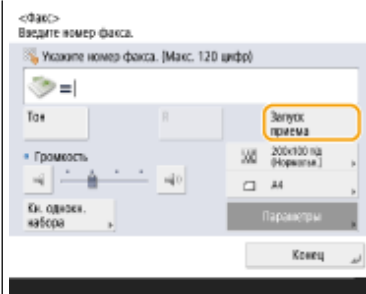 <Факс>
Введите номер факса.
Укажите номер факса. (Макс. 120 цифр)
=
Тон
R
Запуск
приема
Громкость
200x100 тд
(Нормальн.)
A4
Кн. однокн.
набора
Параметры
Конец